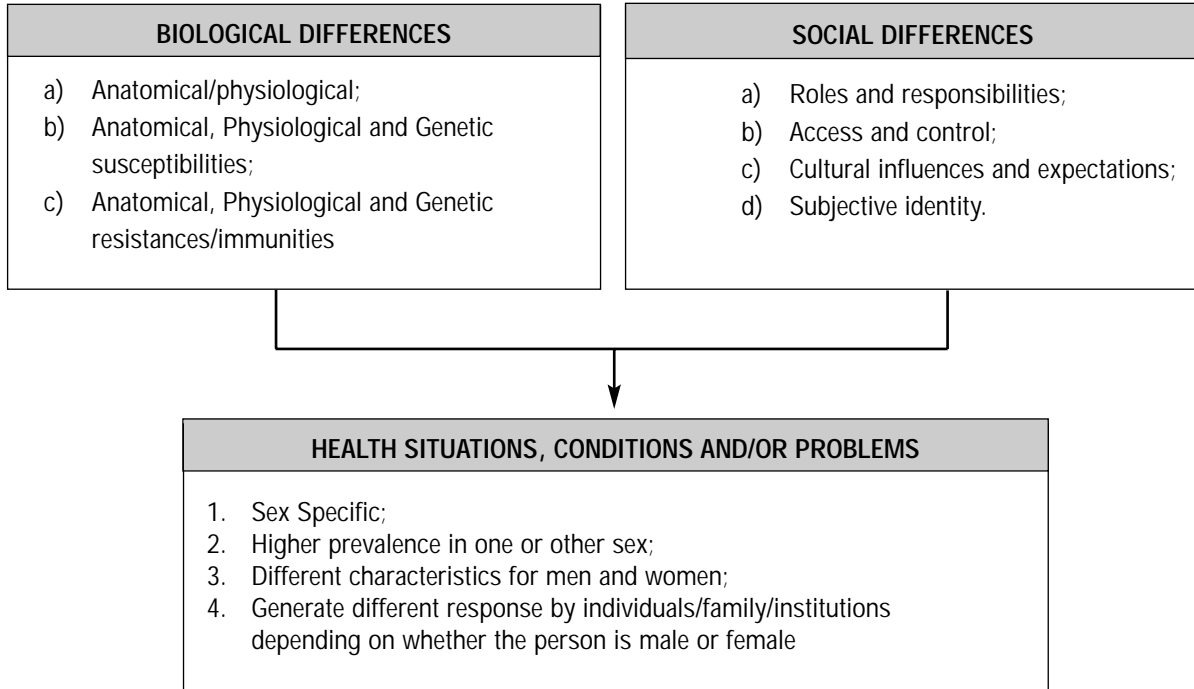 BIOLOGICAL DIFFERENCES
a) Anatomical/physiological;
b) Anatomical, Physiological and Genetic
susceptibilities;
c) Anatomical, Physiological and Genetic
resistances/immunities
SOCIAL DIFFERENCES
a) Roles and responsibilities;
b) Access and control;
c) Cultural influences and expectations;
d) Subjective identity.
HEALTH SITUATIONS, CONDITIONS AND/OR PROBLEMS
1. Sex Specific;
2. Higher prevalence in one or other sex;
3. Different characteristics for men and women;
4. Generate different response by individuals/family/institutions
depending on whether the person is male or female